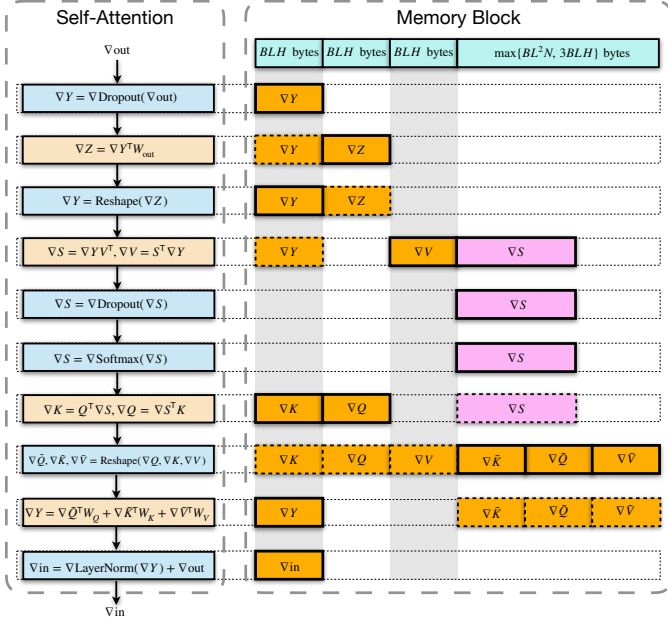 Self-Attention
Memory Block
∇out
BLH bytes BLH bytes BLH bytes max{BL²N, 3BLH} bytes
∇Y = ∇Dropout(∇out)
∇Y
∇Z = ∇YᵀW_out
∇Y ∇Z
∇Y = Reshape(∇Z)
∇Y ∇Z
∇S = ∇YVᵀ, ∇V = Sᵀ∇Y
∇Y ∇V ∇S
∇S = ∇Dropout(∇S)
∇S
∇S = ∇Softmax(∇S)
∇S
∇K = Qᵀ∇S, ∇Q = ∇SᵀK
∇K ∇Q ∇S
∇Q̃, ∇K̃, ∇Ṽ = Reshape(∇Q, ∇K, ∇V)
∇K ∇Q ∇V ∇K̃ ∇Q̃ ∇Ṽ
∇Y = ∇Q̃ᵀW_Q + ∇K̃ᵀW_K + ∇ṼᵀW_V
∇Y ∇K̃ ∇Q̃ ∇Ṽ
∇in = ∇LayerNorm(∇Y) + ∇out
∇in
∇in